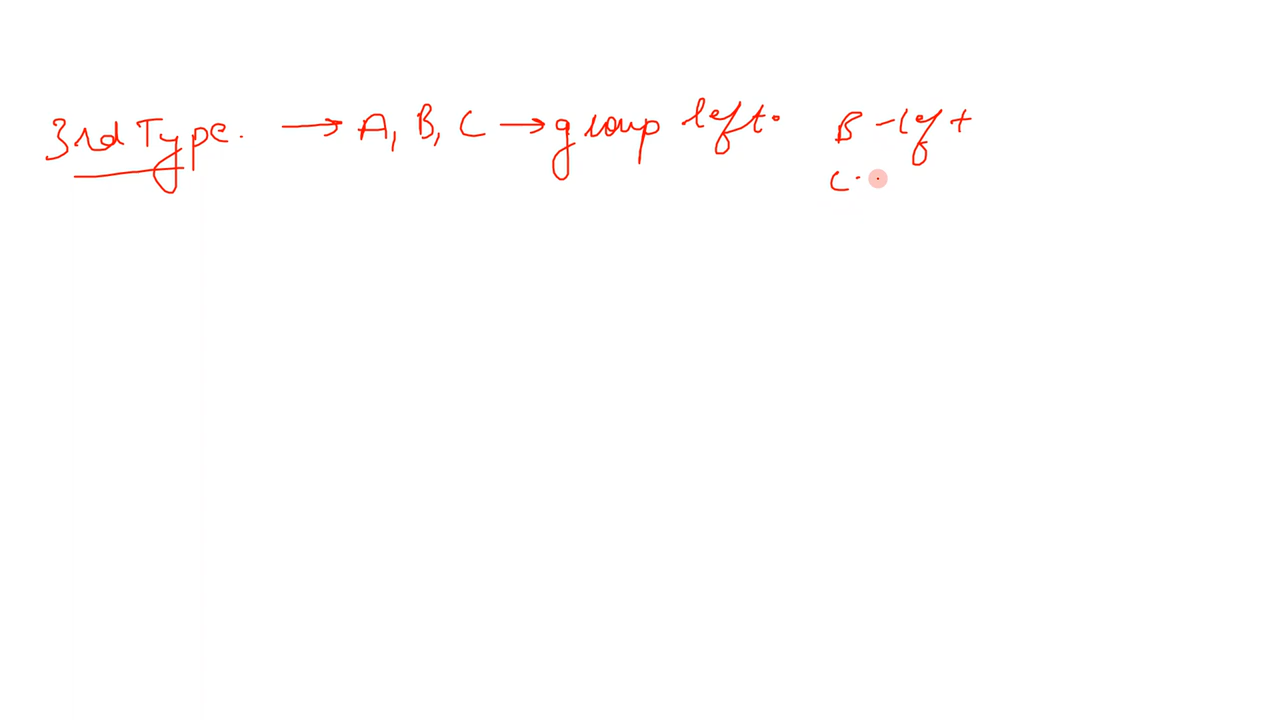 3rd Type. → A, B, C → group left. B - left
C.